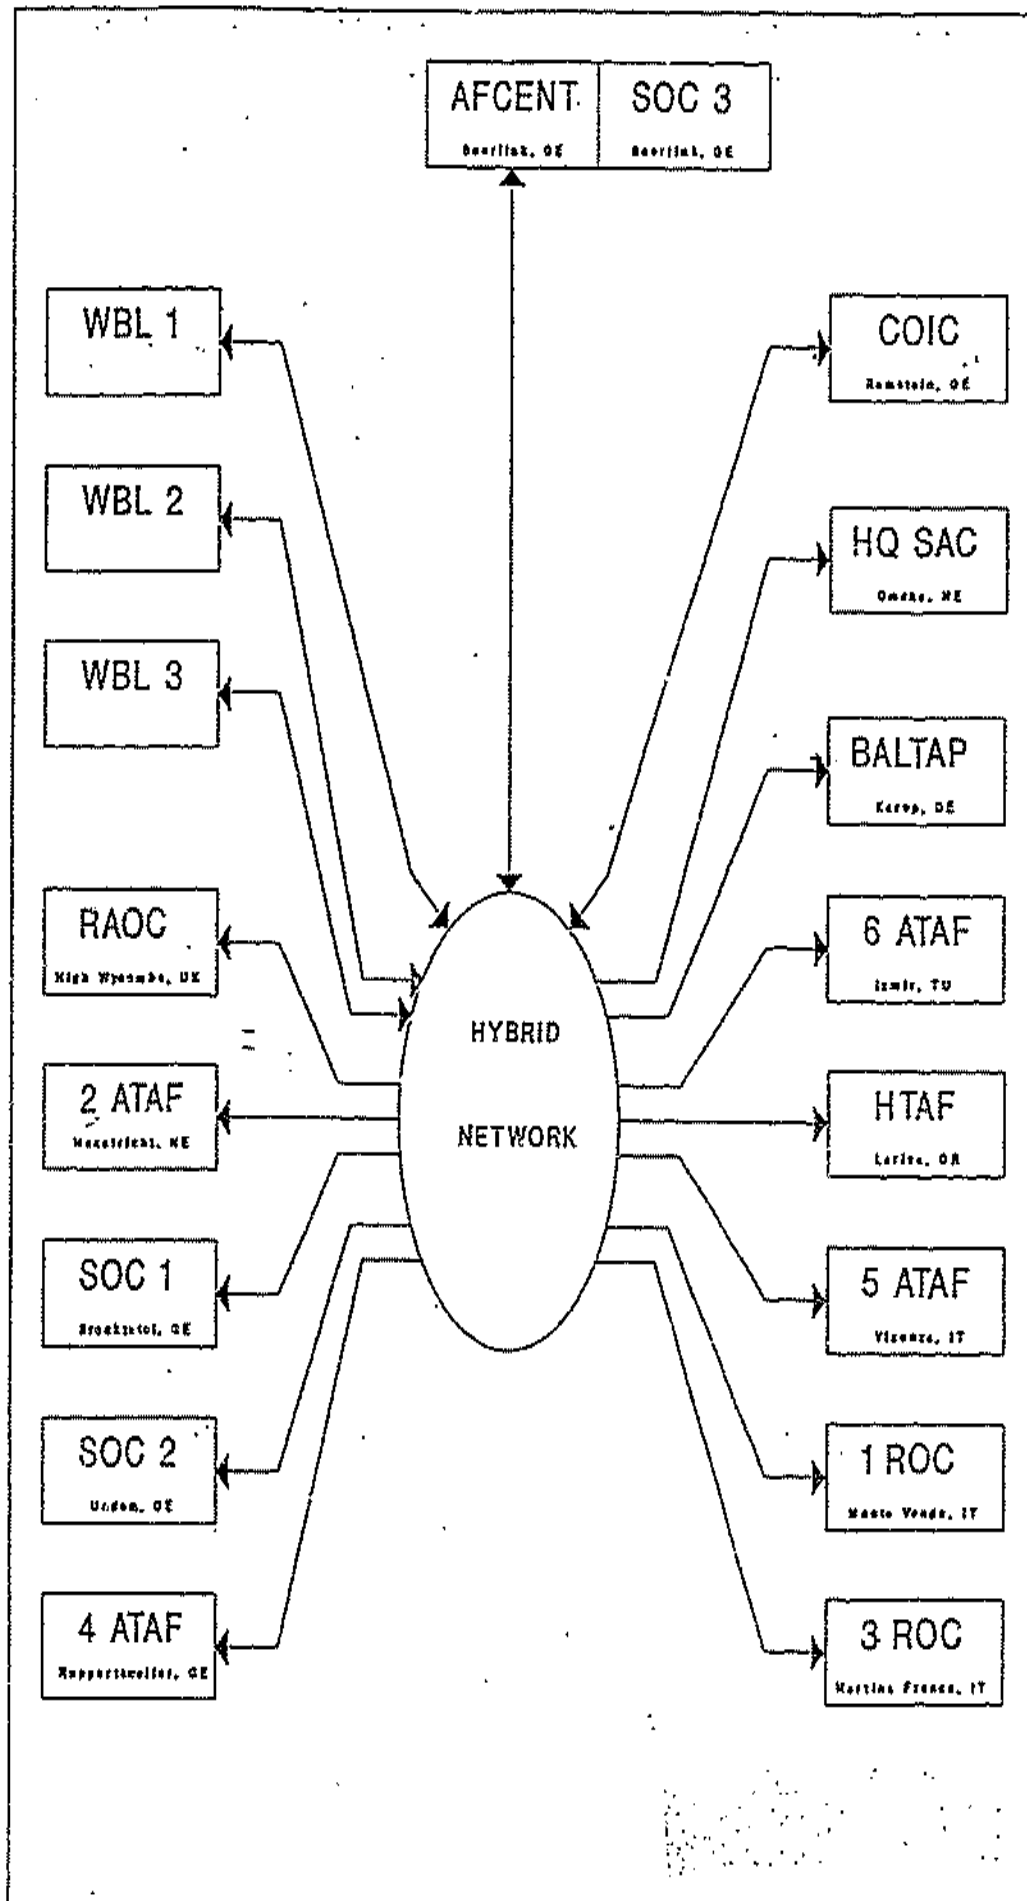 AFCENT
SOC 3
WBL 1
COIC
Ramstein, GE
WBL 2
HQ SAC
Omaha, NE
WBL 3
BALTAP
Karup, DE
RAOC
High Wycombe, UK
6 ATAF
Izmir, TU
HYBRID
NETWORK
2 ATAF
Maastricht, NE
HTAF
Larisa, GR
SOC 1
GE
5 ATAF
Vicenza, IT
SOC 2
Uedem, GE
1 ROC
Monte Venda, IT
4 ATAF
Ruppertsweiler, GE
3 ROC
Martina Franca, IT